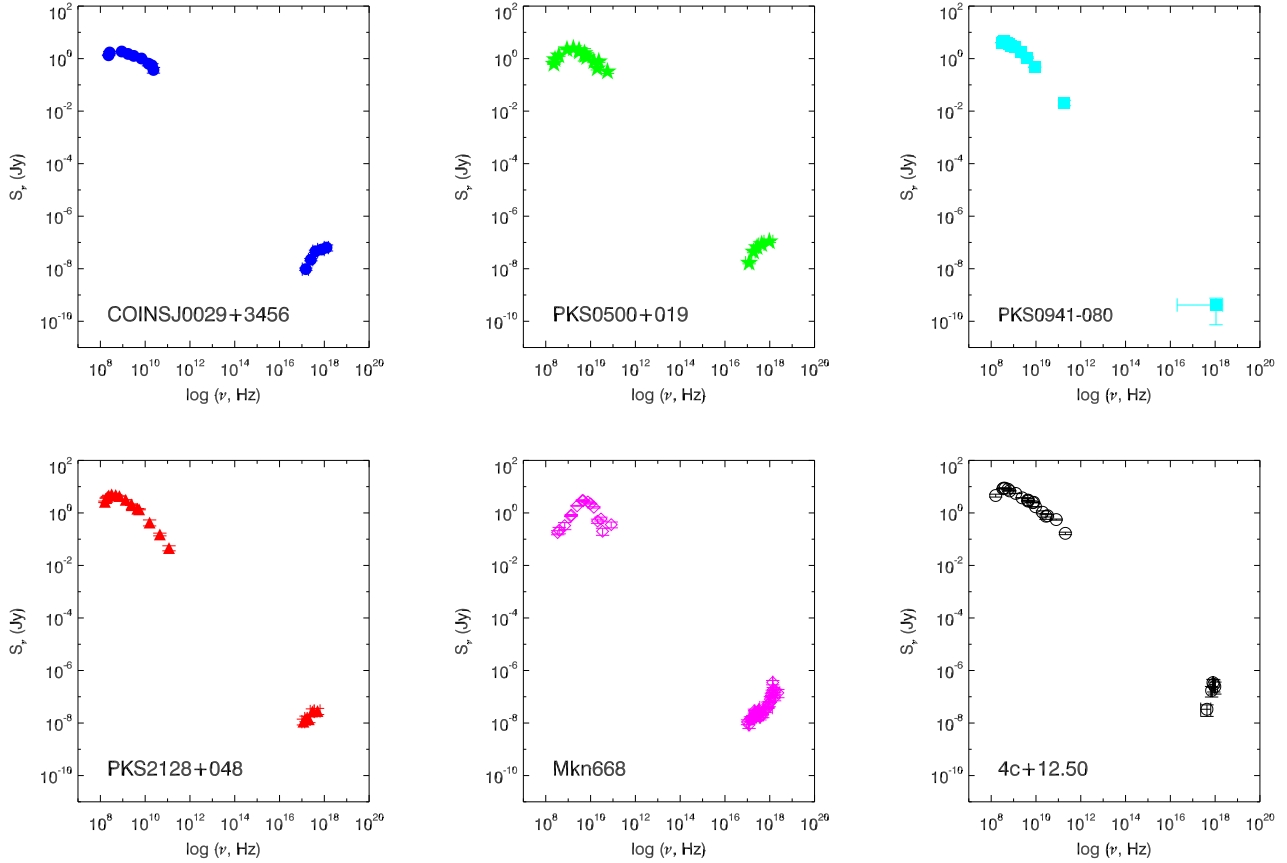 10² 10² 10²
10⁰ 10⁰ 10⁰
10⁻² 10⁻² 10⁻²
10⁻⁴ 10⁻⁴ 10⁻⁴
10⁻⁶ 10⁻⁶ 10⁻⁶
10⁻⁸ 10⁻⁸ 10⁻⁸
10⁻¹⁰ 10⁻¹⁰ 10⁻¹⁰
S_ν (Jy) S_ν (Jy) S_ν (Jy)
COINSJ0029+3456 PKS0500+019 PKS0941-080
10⁸ 10¹⁰ 10¹² 10¹⁴ 10¹⁶ 10¹⁸ 10²⁰ 10⁸ 10¹⁰ 10¹² 10¹⁴ 10¹⁶ 10¹⁸ 10²⁰ 10⁸ 10¹⁰ 10¹² 10¹⁴ 10¹⁶ 10¹⁸ 10²⁰
log (ν, Hz) log (ν, Hz) log (ν, Hz)
10² 10² 10²
10⁰ 10⁰ 10⁰
10⁻² 10⁻² 10⁻²
10⁻⁴ 10⁻⁴ 10⁻⁴
10⁻⁶ 10⁻⁶ 10⁻⁶
10⁻⁸ 10⁻⁸ 10⁻⁸
10⁻¹⁰ 10⁻¹⁰ 10⁻¹⁰
S_ν (Jy) S_ν (Jy) S_ν (Jy)
PKS2128+048 Mkn668 4c+12.50
10⁸ 10¹⁰ 10¹² 10¹⁴ 10¹⁶ 10¹⁸ 10²⁰ 10⁸ 10¹⁰ 10¹² 10¹⁴ 10¹⁶ 10¹⁸ 10²⁰ 10⁸ 10¹⁰ 10¹² 10¹⁴ 10¹⁶ 10¹⁸ 10²⁰
log (ν, Hz) log (ν, Hz) log (ν, Hz)